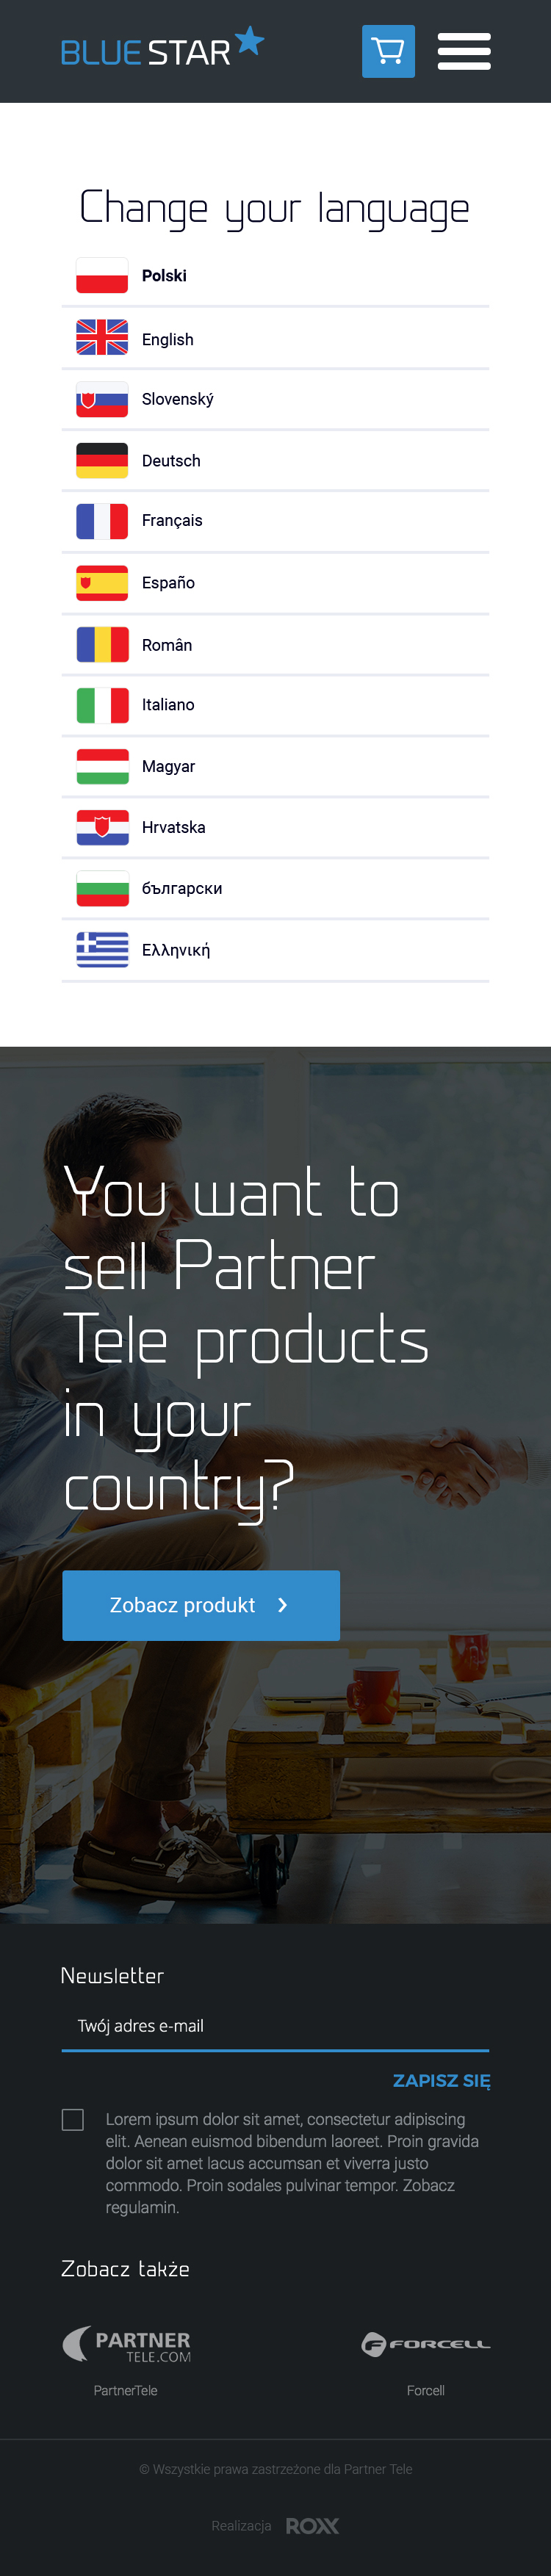 BLUE STAR
Change your language
Polski
English
Slovenský
Deutsch
Français
Españo
Român
Italiano
Magyar
Hrvatska
български
Ελληνική
You want to
sell Partner
Tele products
in your
country?
Zobacz produkt
Newsletter
Twój adres e-mail
ZAPISZ SIĘ
Lorem ipsum dolor sit amet, consectetur adipiscing
elit. Aenean euismod bibendum laoreet. Proin gravida
dolor sit amet lacus accumsan et viverra justo
commodo. Proin sodales pulvinar tempor. Zobacz
regulamin.
Zobacz także
PARTNER
TELE.COM
FORCELL
PartnerTele
Forcell
© Wszystkie prawa zastrzeżone dla Partner Tele
Realizacja ROXX